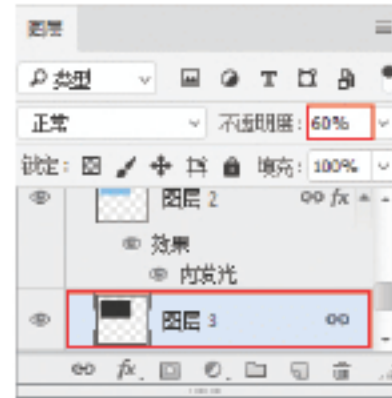 图层
类型
正常 不透明度: 60%
锁定: 填充: 100%
图层 2 fx
效果
内发光
图层 3
fx